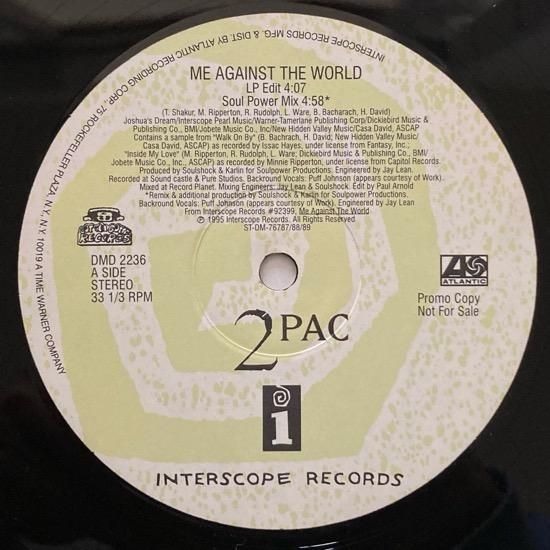 INTERSCOPE RECORDS MFG. & DIST. BY ATLANTIC RECORDING CORP., 75 ROCKEFELLER PLAZA, N.Y., N.Y. 10019 A TIME WARNER COMPANY
ME AGAINST THE WORLD
LP Edit 4:07
Soul Power Mix 4:58*
(T. Shakur, M. Ripperton, R. Rudolph, L. Ware, B. Bacharach, H. David)
Joshua's Dream/Interscope Pearl Music/Warner-Tamerlane Publishing Corp/Dickiebird Music &
Publishing Co., BMI/Jobete Music Co., Inc/New Hidden Valley Music/Casa David, ASCAP
Contains a sample from "Walk On By" (B. Bachrach, H. David) New Hidden Valley Music/
Casa David, ASCAP) as recorded by Issac Hayes, under license from Fantasy, Inc.;
"Inside My Love" (M. Ripperton, R. Rudolph, L. Ware; Dickiebird Music & Publishing Co., BMI/
Jobete Music Co., Inc., ASCAP) as recorded by Minnie Ripperton, under license from Capitol Records.
Produced by Soulshock & Karlin for Soulpower Productions. Engineered by Jay Lean.
Recorded at Sound castle & Pure Studios. Backround Vocals: Puff Johnson (appears courtesy of Work).
Mixed at Record Planet. Mixing Engineers: Jay Lean & Soulshock. Edit by Paul Arnold
*Remix & additional production by Soulshock & Karlin for Soulpower Productions.
Backround Vocals: Puff Johnson (appears courtesy of Work). Engineered by Jay Lean
From Interscope Records #92399, Me Against The World
℗ 1995 Interscope Records. All Rights Reserved
ST-DM-76787/88/89
DMD 2236
A SIDE
STEREO
33 1/3 RPM
ATLANTIC
Promo Copy
Not For Sale
2PAC
i
INTERSCOPE RECORDS